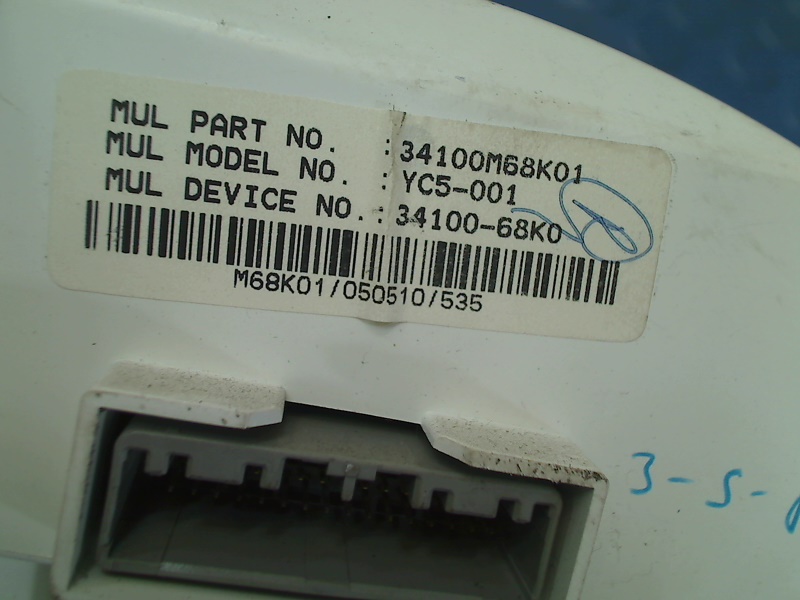 MUL PART NO. : 34100M68K01
MUL MODEL NO. : YC5-001
MUL DEVICE NO.: 34100-68K0
M68K01/050510/535
3-5-